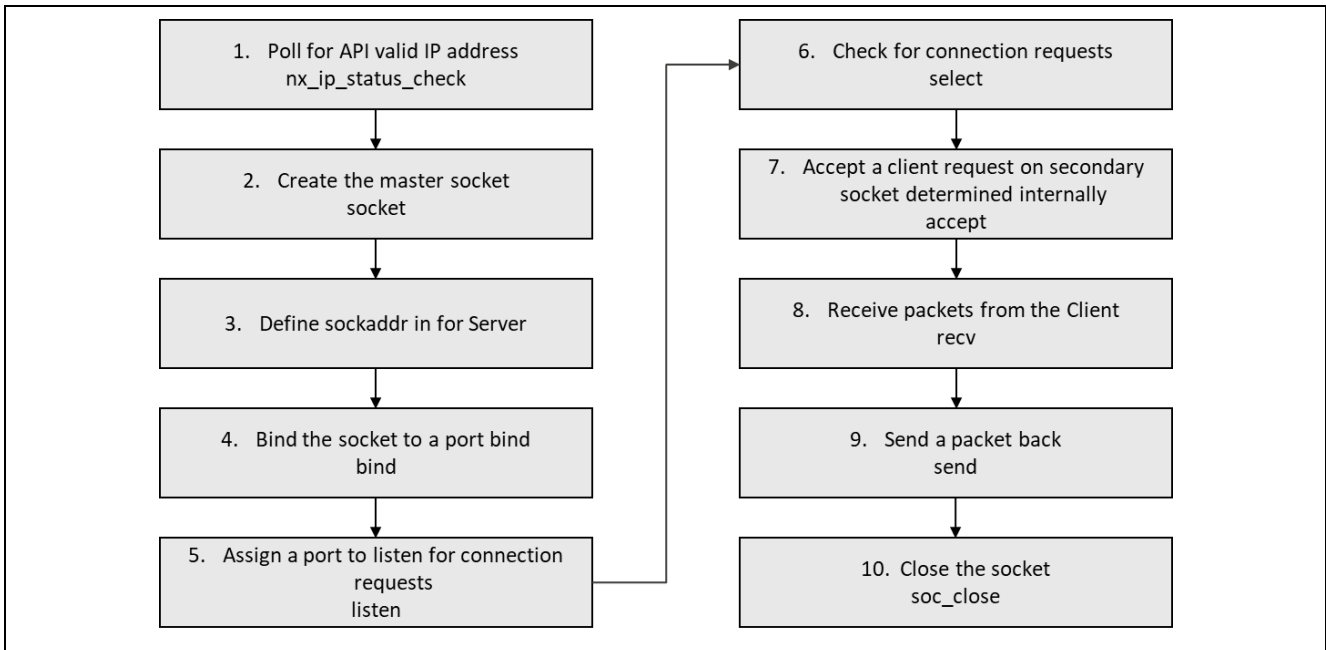 1. Poll for API valid IP address
nx_ip_status_check
2. Create the master socket
socket
3. Define sockaddr in for Server
4. Bind the socket to a port bind
bind
5. Assign a port to listen for connection
requests
listen
6. Check for connection requests
select
7. Accept a client request on secondary
socket determined internally
accept
8. Receive packets from the Client
recv
9. Send a packet back
send
10. Close the socket
soc_close